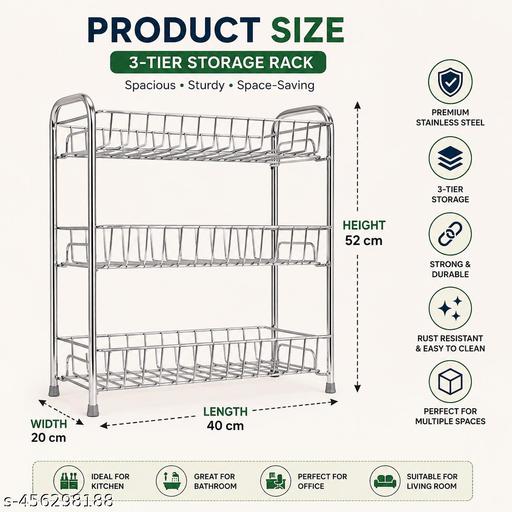 PRODUCT SIZE
3-TIER STORAGE RACK
Spacious • Sturdy • Space-Saving
PREMIUM
STAINLESS STEEL
3-TIER
STORAGE
STRONG &
DURABLE
RUST RESISTANT
& EASY TO CLEAN
PERFECT FOR
MULTIPLE SPACES
HEIGHT
52 cm
WIDTH
20 cm
LENGTH
40 cm
IDEAL FOR
KITCHEN
GREAT FOR
BATHROOM
PERFECT FOR
OFFICE
SUITABLE FOR
LIVING ROOM
s-456298188